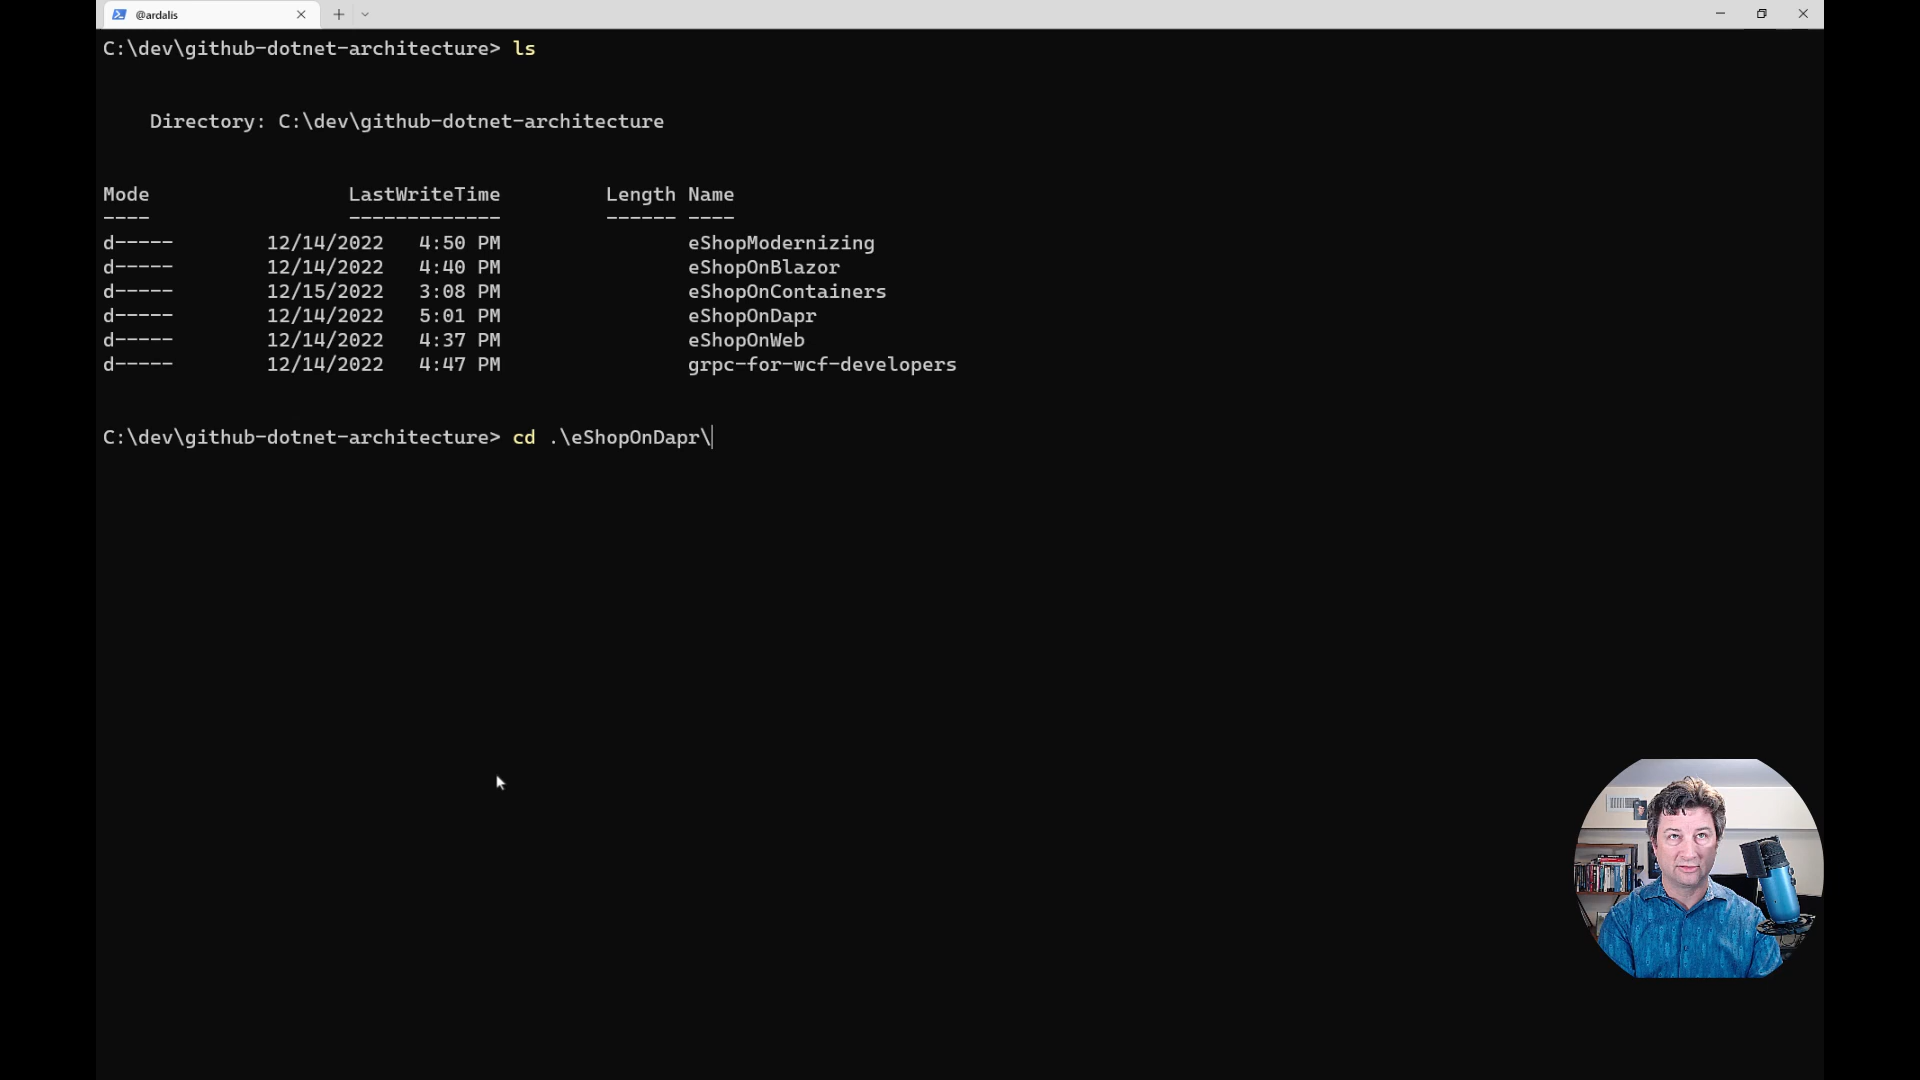 @ardalis
C:\dev\github-dotnet-architecture> ls
Directory: C:\dev\github-dotnet-architecture
Mode LastWriteTime Length Name
---- ------------- ------ ----
d----- 12/14/2022 4:50 PM eShopModernizing
d----- 12/14/2022 4:40 PM eShopOnBlazor
d----- 12/15/2022 3:08 PM eShopOnContainers
d----- 12/14/2022 5:01 PM eShopOnDapr
d----- 12/14/2022 4:37 PM eShopOnWeb
d----- 12/14/2022 4:47 PM grpc-for-wcf-developers
C:\dev\github-dotnet-architecture> cd .\eShopOnDapr\